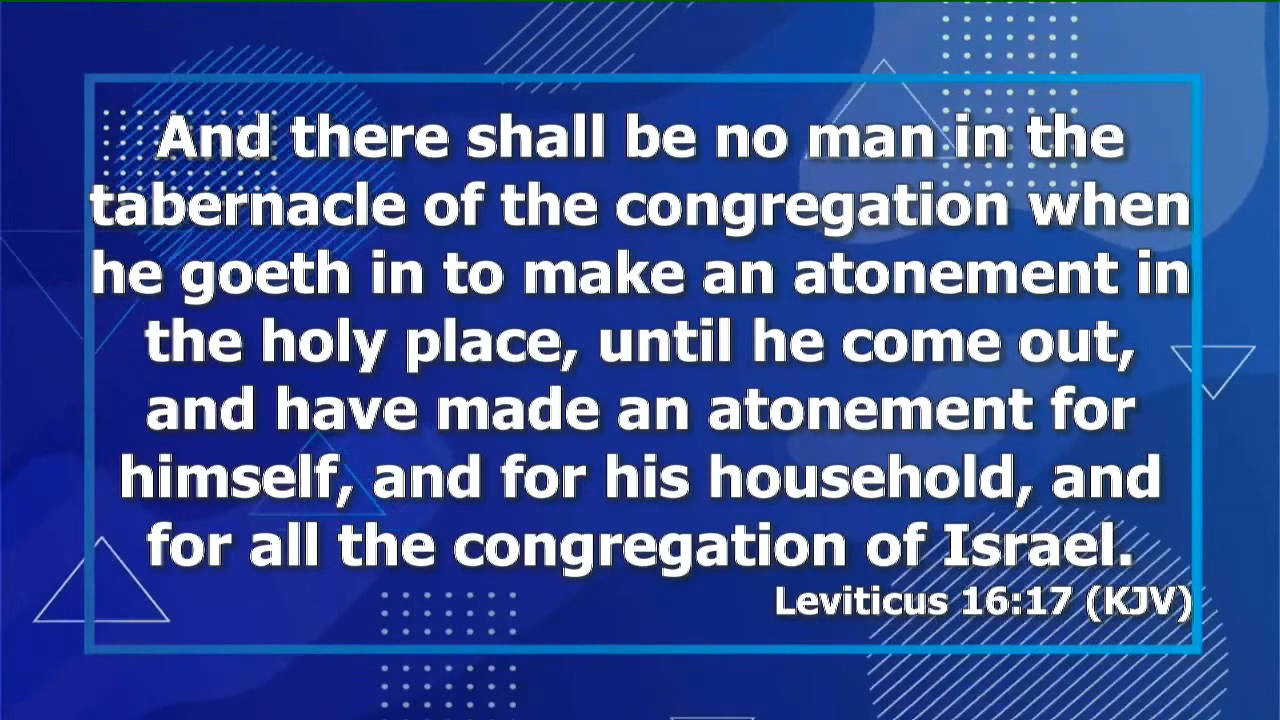 And there shall be no man in the
tabernacle of the congregation when
he goeth in to make an atonement in
the holy place, until he come out,
and have made an atonement for
himself, and for his household, and
for all the congregation of Israel.
Leviticus 16:17 (KJV)